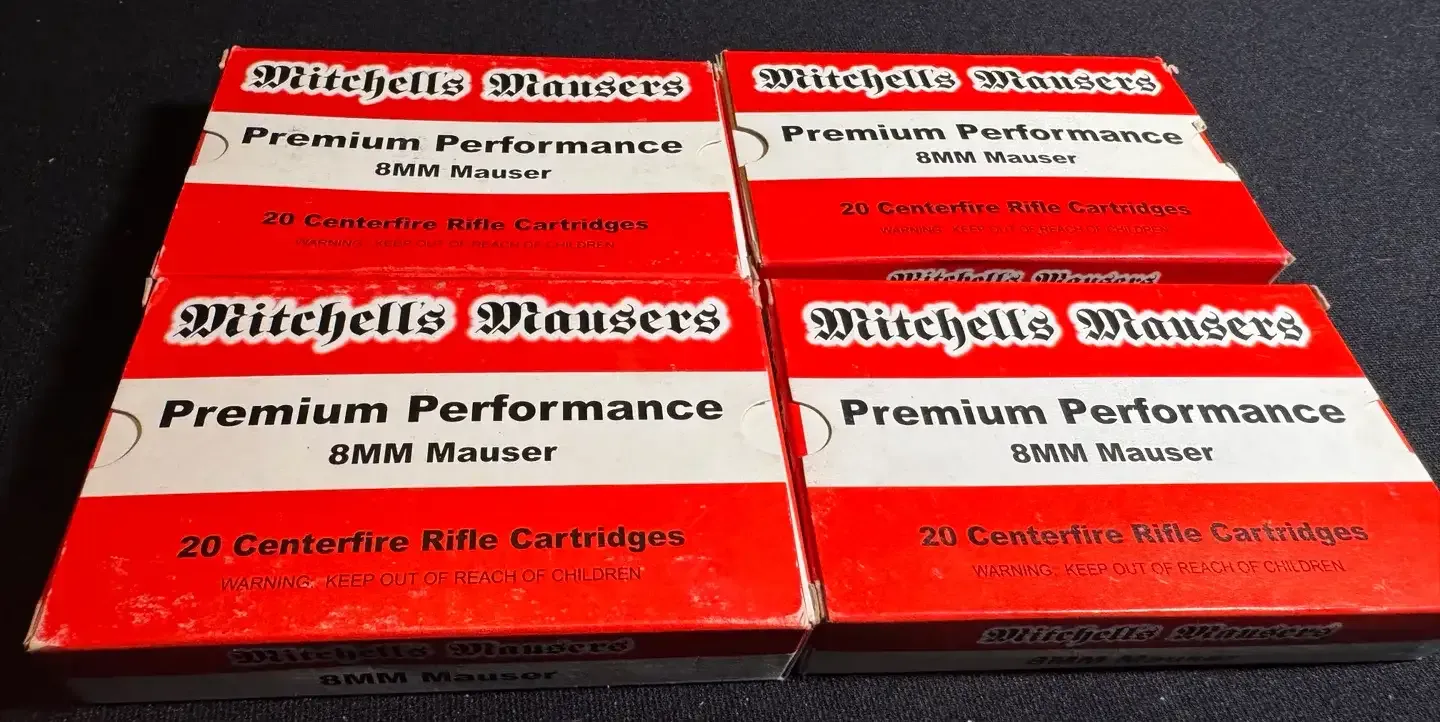 Mitchell's Mausers
Premium Performance
8MM Mauser
20 Centerfire Rifle Cartridges
WARNING: KEEP OUT OF REACH OF CHILDREN
Mitchell's Mausers
Premium Performance
8MM Mauser
20 Centerfire Rifle Cartridges
WARNING: KEEP OUT OF REACH OF CHILDREN
Mitchell's Mausers
Mitchell's Mausers
Premium Performance
8MM Mauser
20 Centerfire Rifle Cartridges
WARNING: KEEP OUT OF REACH OF CHILDREN
Mitchell's Mausers
8MM Mauser
Mitchell's Mausers
Premium Performance
8MM Mauser
20 Centerfire Rifle Cartridges
WARNING: KEEP OUT OF REACH OF CHILDREN
Mitchell's Mausers
8MM Mauser